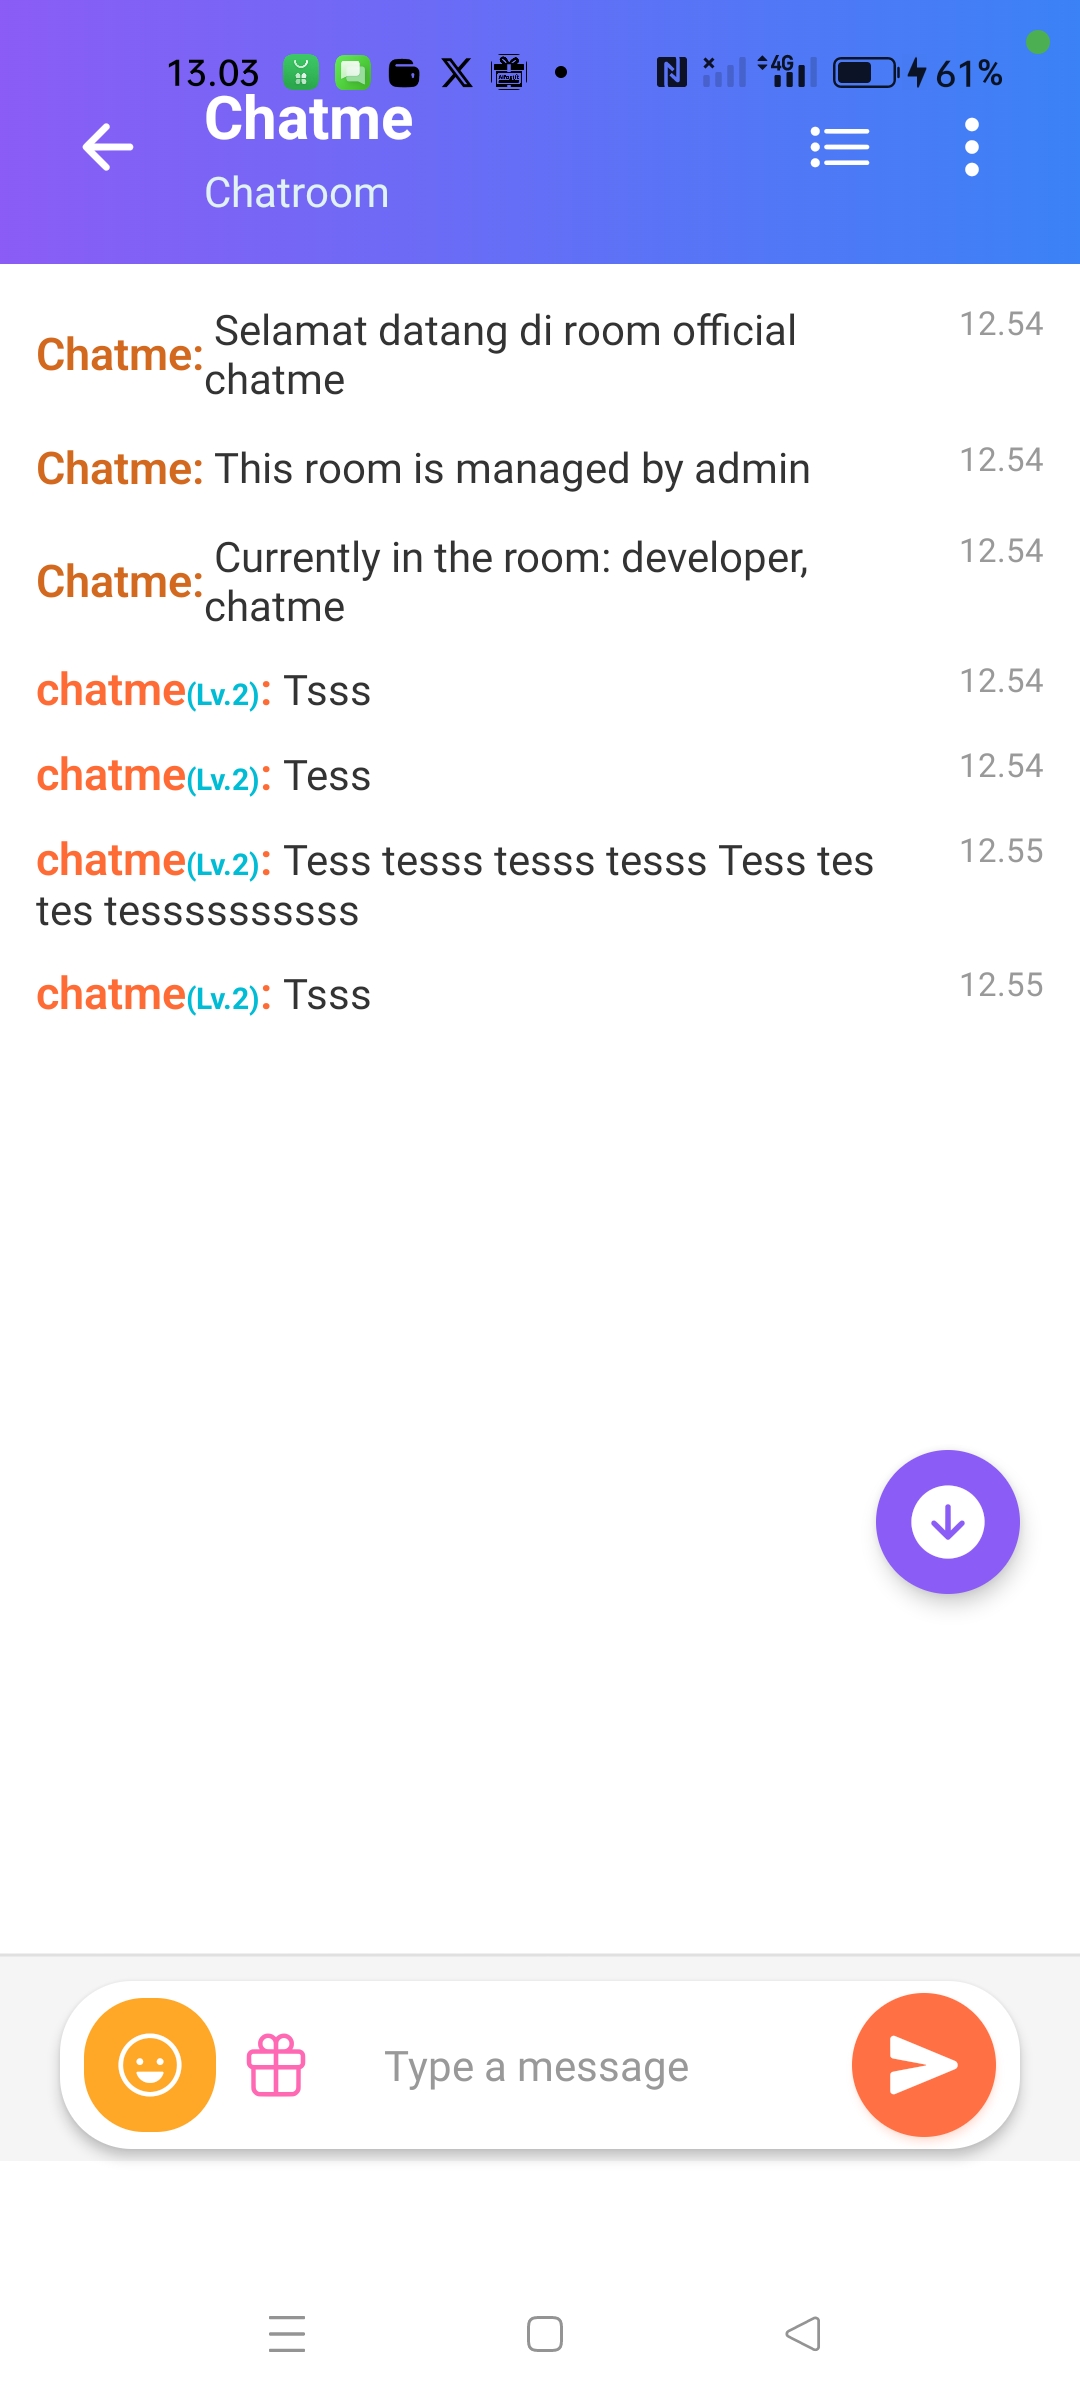 13.03 4G 61%
Chatme
Chatroom
Chatme: Selamat datang di room official 12.54
chatme
Chatme: This room is managed by admin 12.54
Chatme: Currently in the room: developer, 12.54
chatme
chatme(Lv.2): Tsss 12.54
chatme(Lv.2): Tess 12.54
chatme(Lv.2): Tess tesss tesss tesss Tess tes 12.55
tes tessssssssss
chatme(Lv.2): Tsss 12.55
Type a message